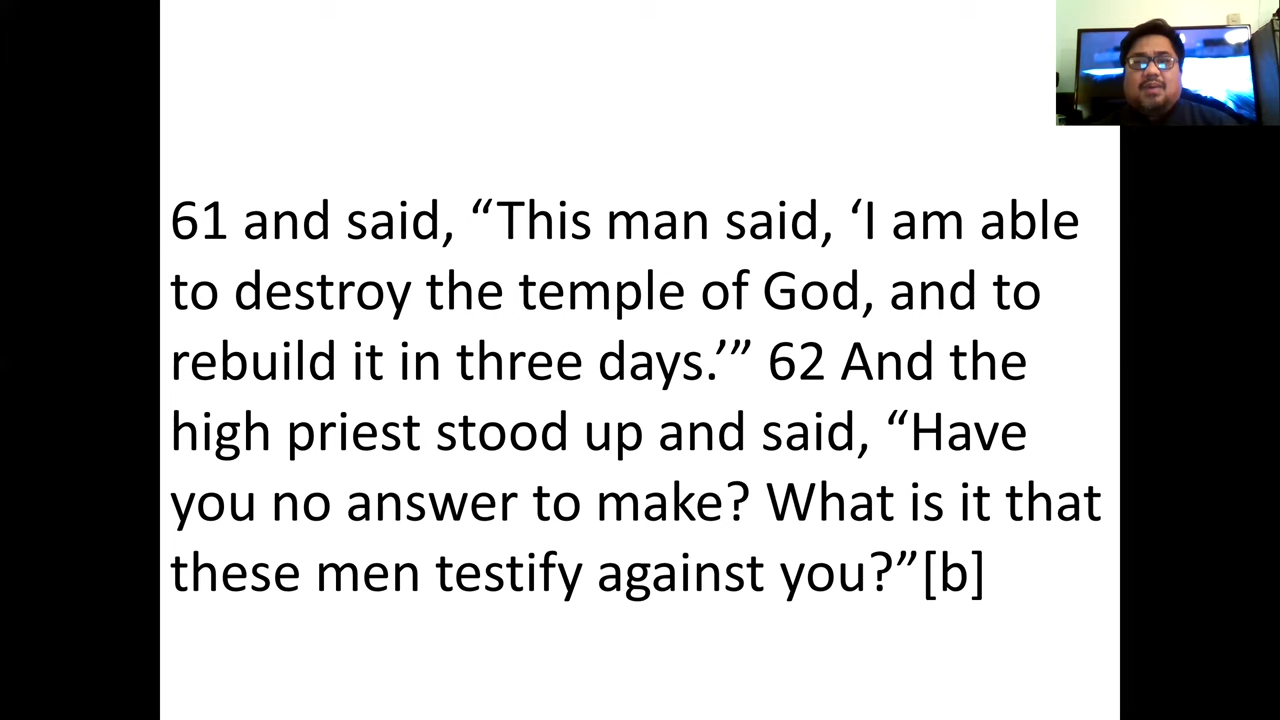 61 and said, “This man said, ‘I am able
to destroy the temple of God, and to
rebuild it in three days.’” 62 And the
high priest stood up and said, “Have
you no answer to make? What is it that
these men testify against you?”[b]